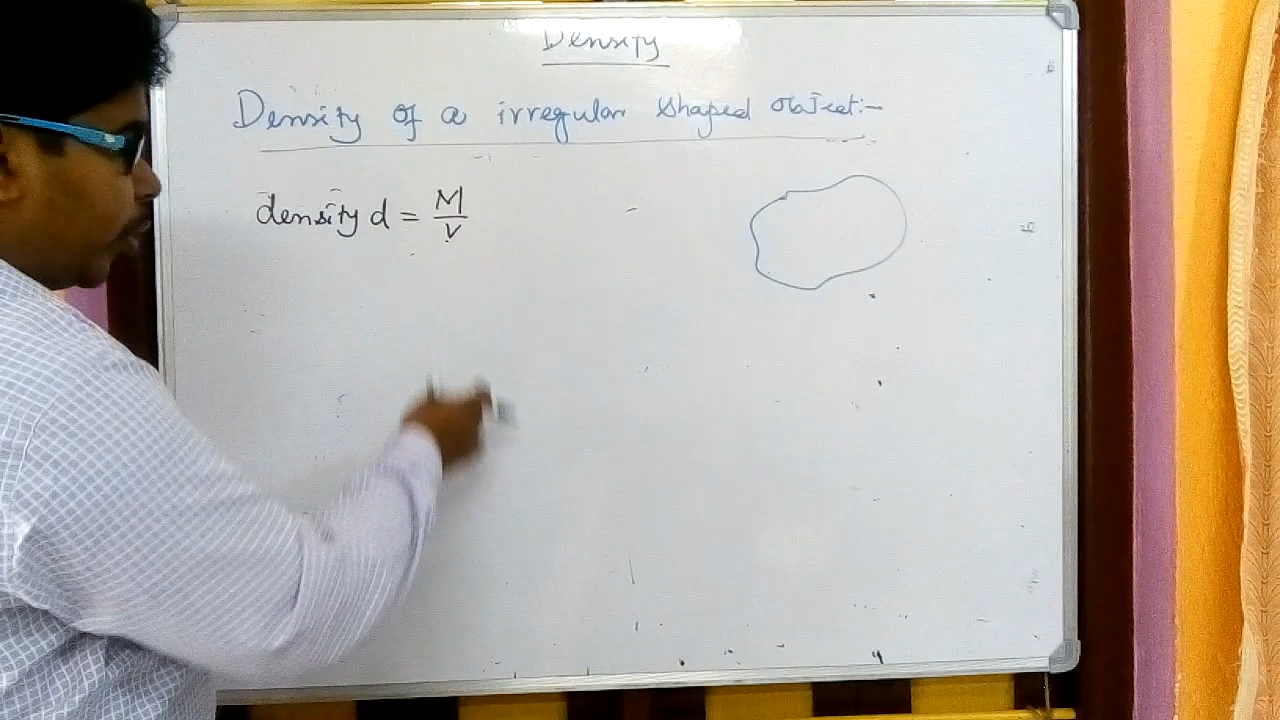 Density
Density of a irregular shaped object:-
density d = M/V